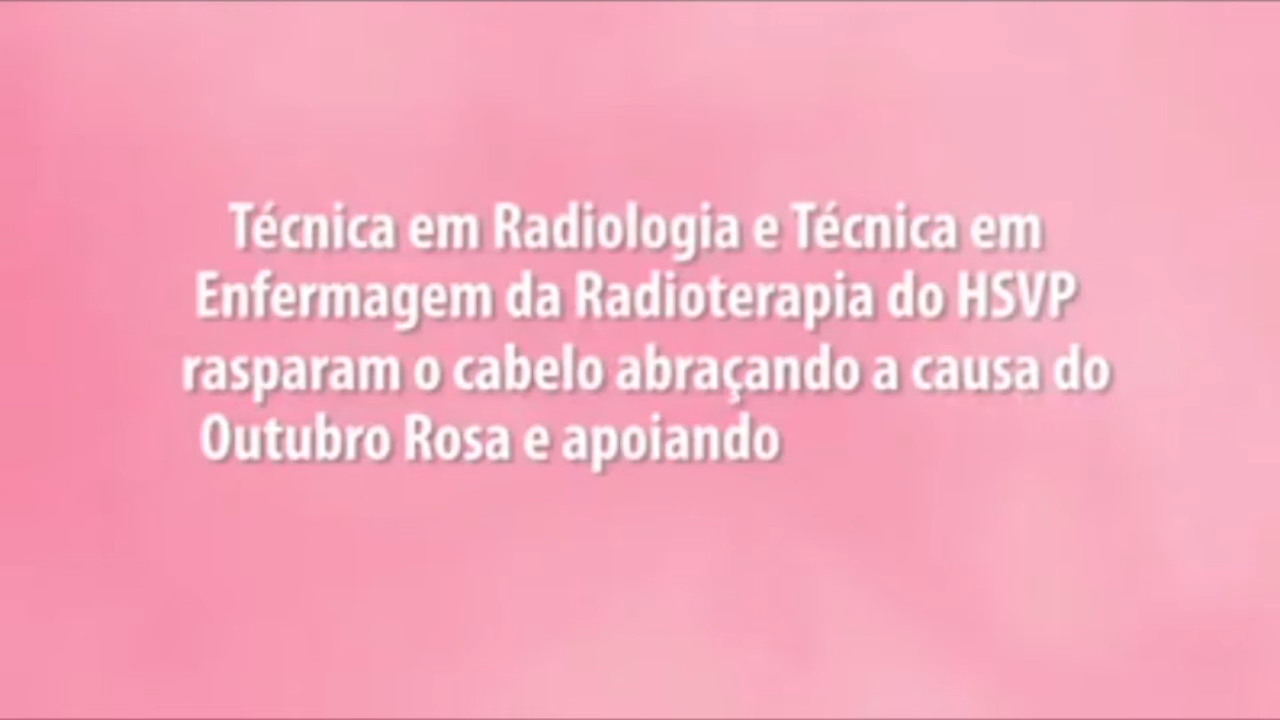 Técnica em Radiologia e Técnica em
Enfermagem da Radioterapia do HSVP
rasparam o cabelo abraçando a causa do
Outubro Rosa e apoiando